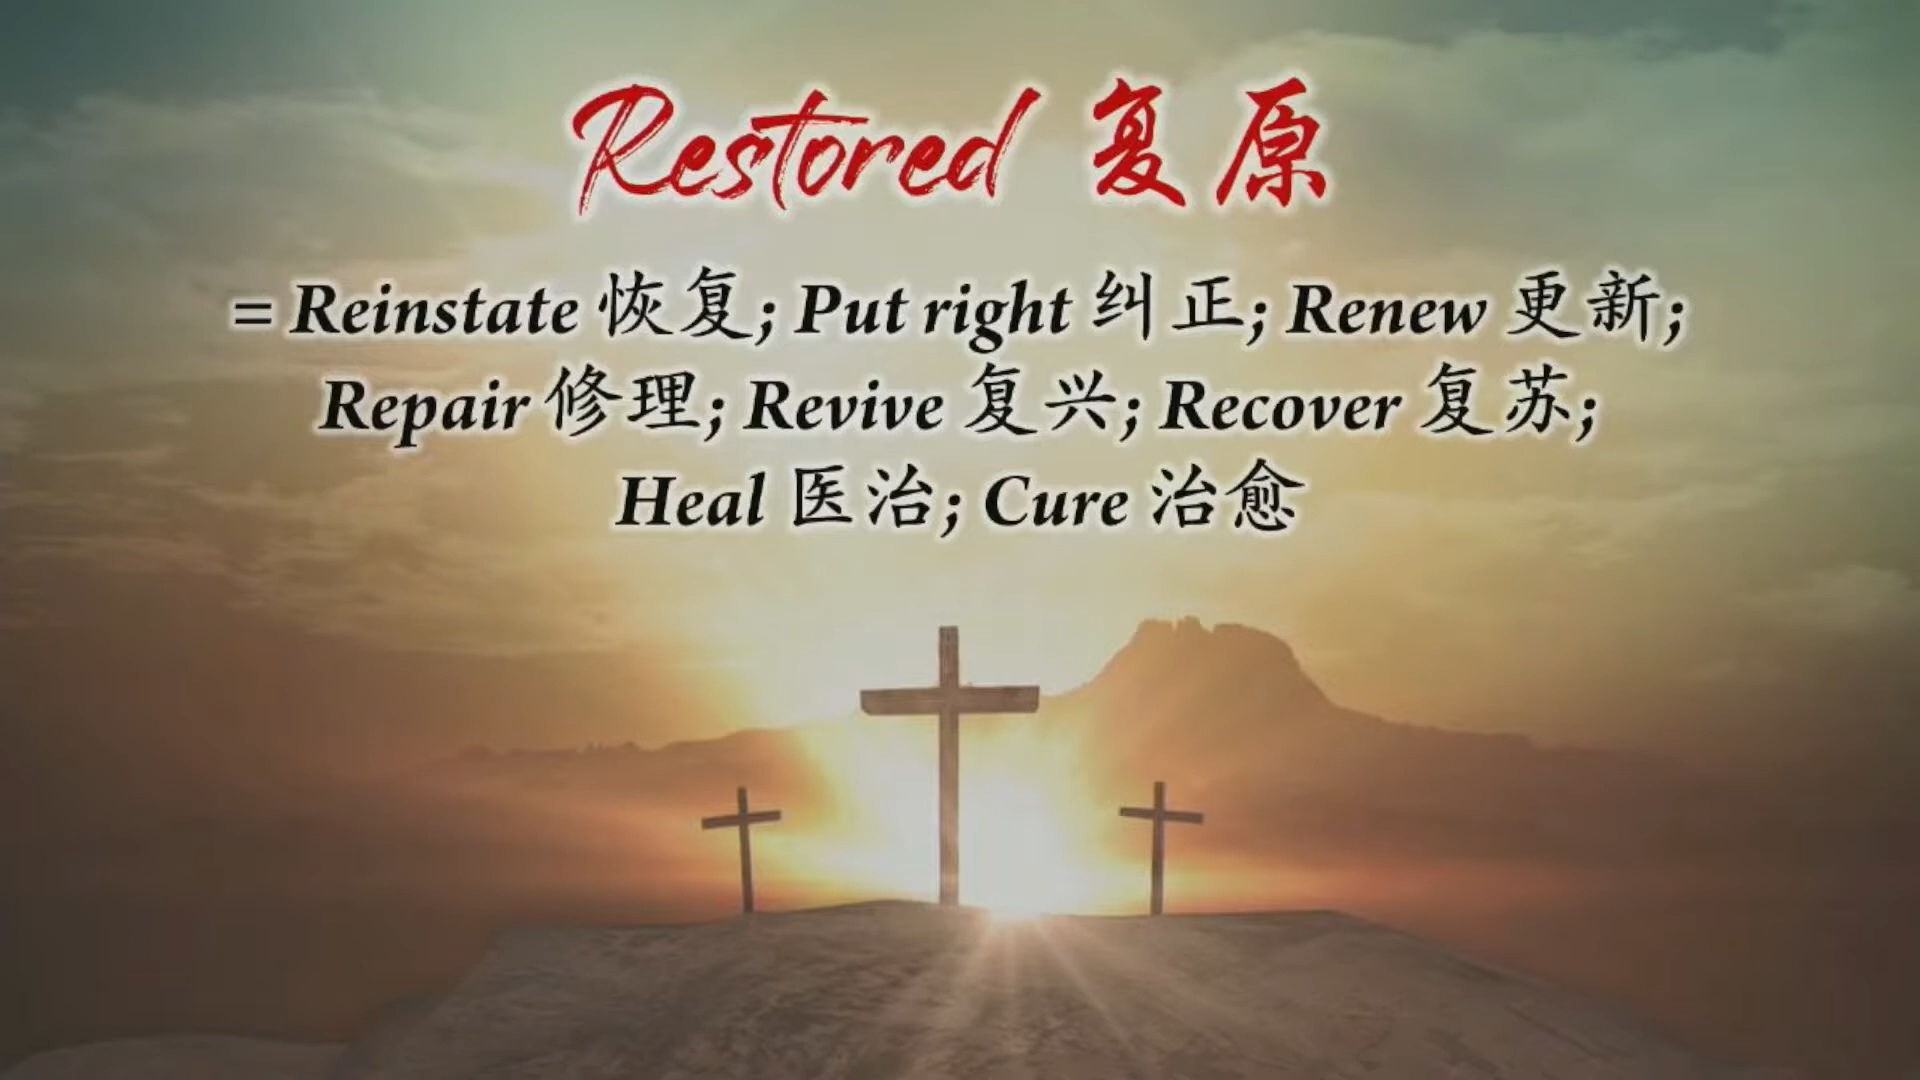 Restored 复原
= Reinstate 恢复; Put right 纠正; Renew 更新;
Repair 修理; Revive 复兴; Recover 复苏;
Heal 医治; Cure 治愈